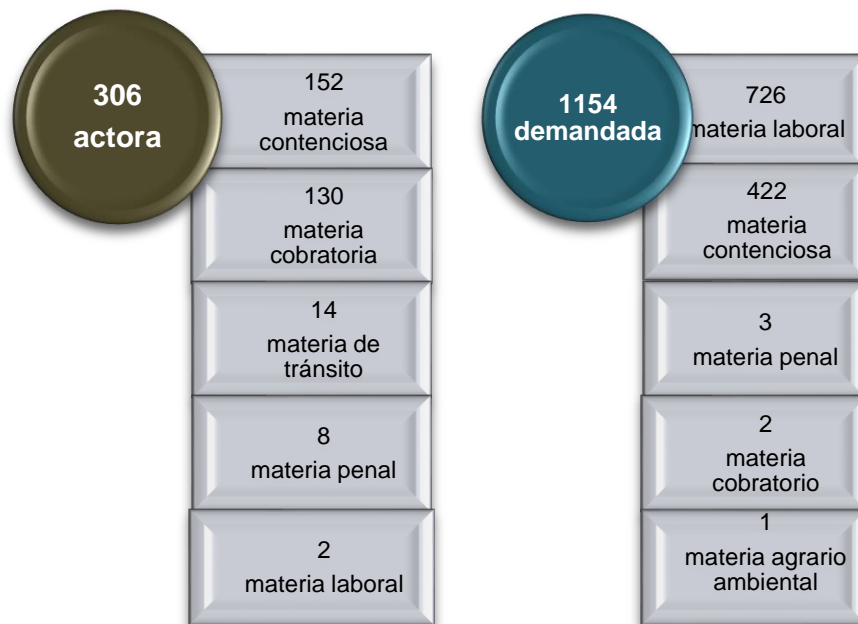 306
actora
152
materia
contenciosa
130
materia
cobratoria
14
materia de
tránsito
8
materia penal
2
materia laboral
1154
demandada
726
materia laboral
422
materia
contenciosa
3
materia penal
2
materia
cobratorio
1
materia agrario
ambiental